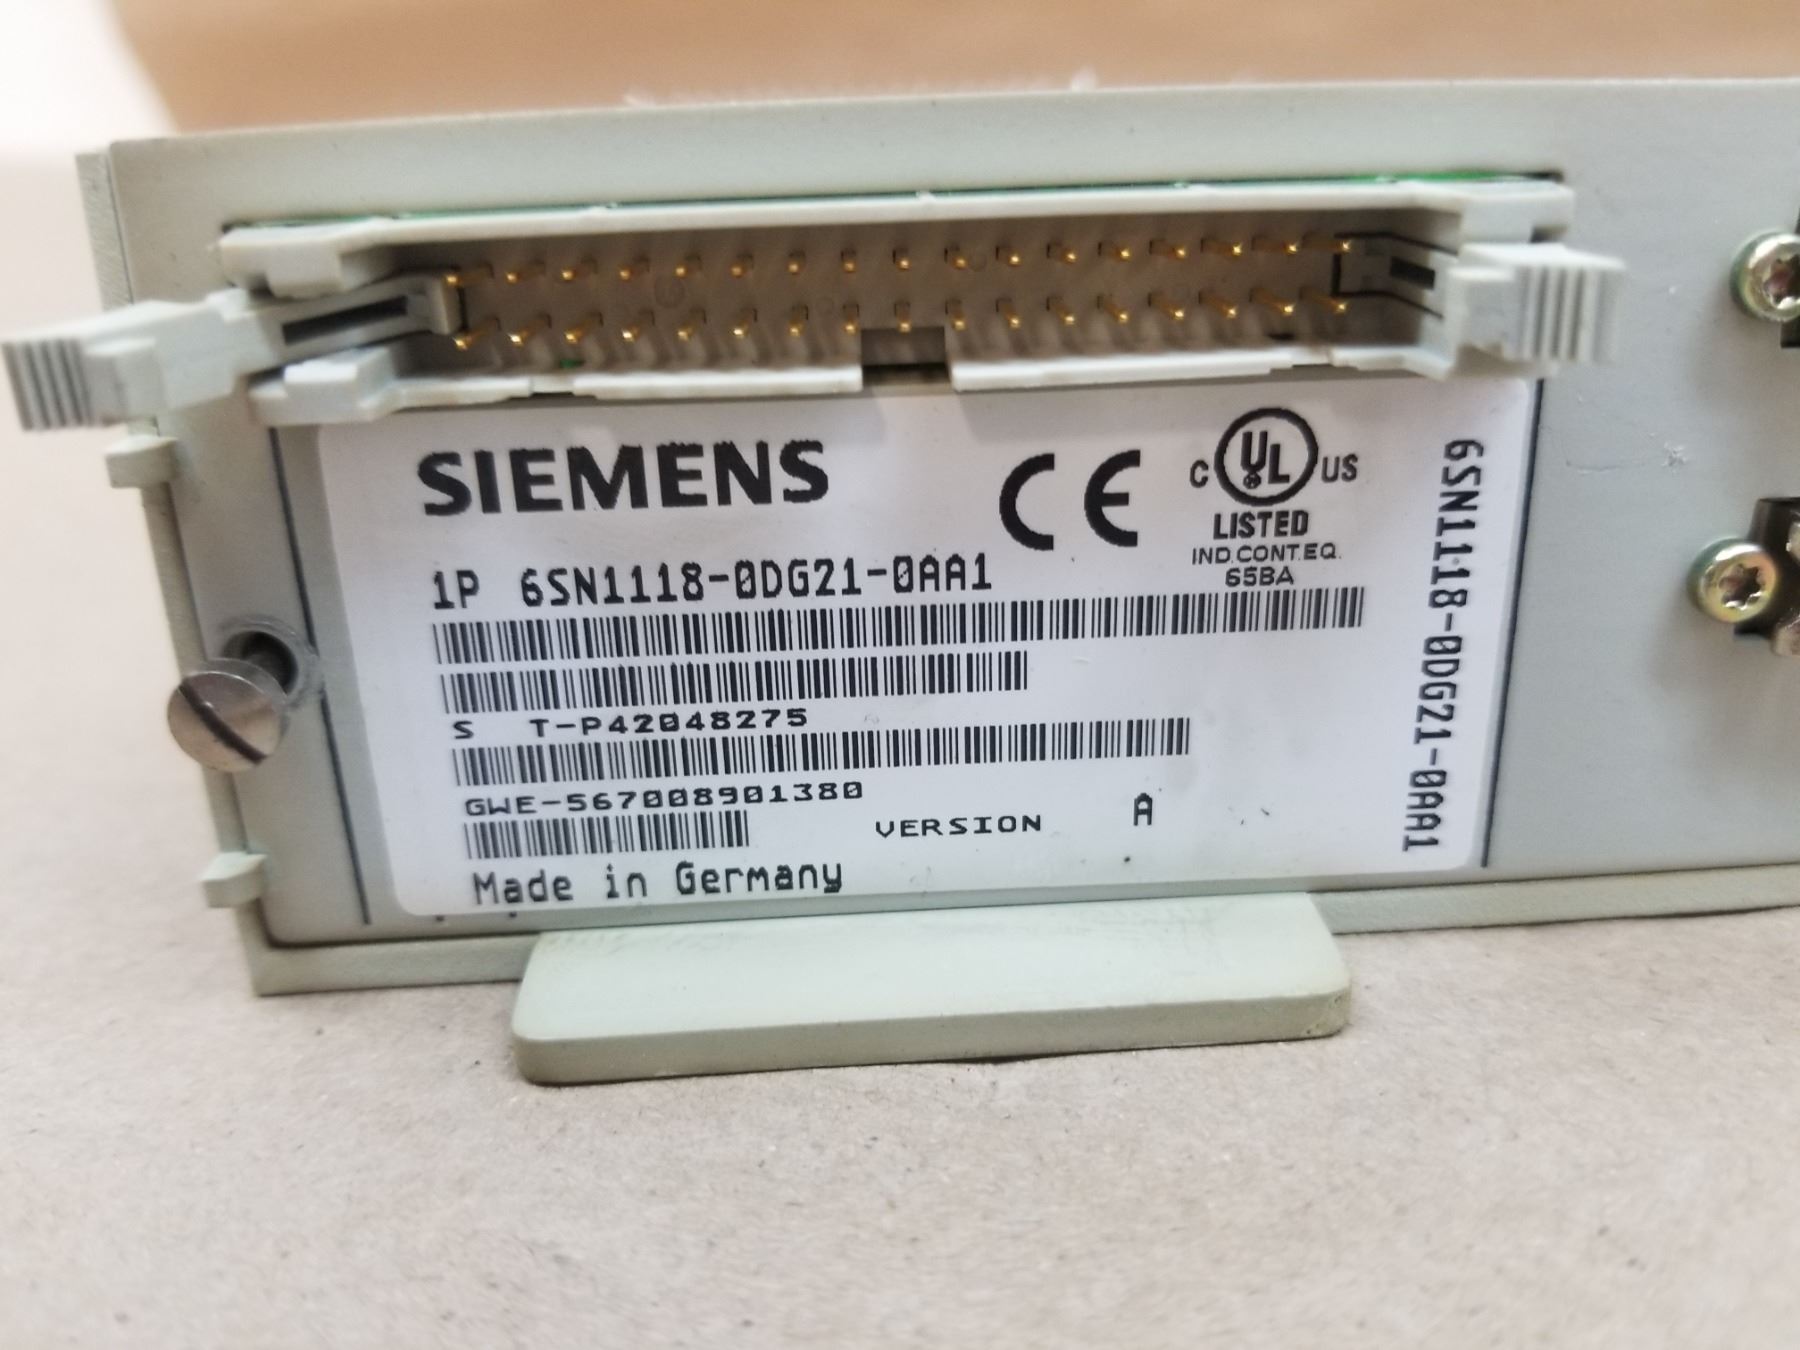 SIEMENS
CE
C UL US
LISTED
IND.CONT.EQ.
65BA
1P 6SN1118-0DG21-0AA1
S T-P42048275
GWE-567008901380
VERSION A
Made in Germany
6SN1118-0DG21-0AA1